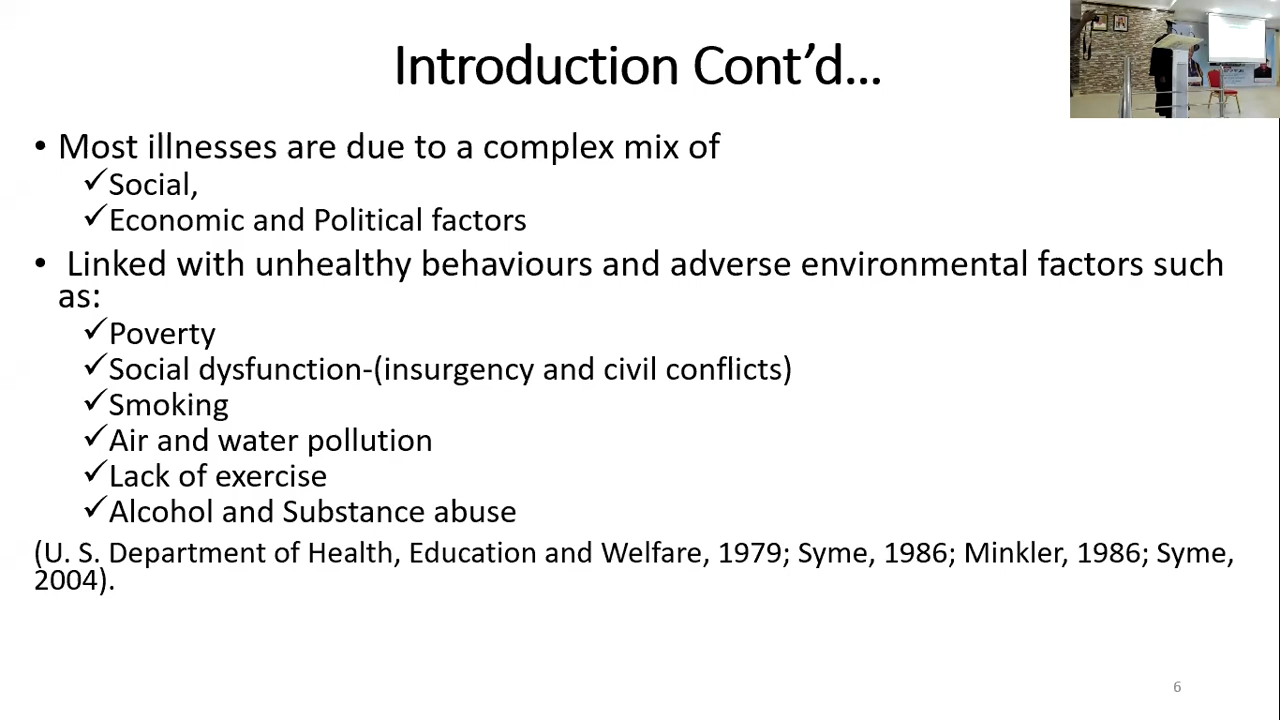 Introduction Cont’d…
• Most illnesses are due to a complex mix of
✓Social,
✓Economic and Political factors
• Linked with unhealthy behaviours and adverse environmental factors such
as:
✓Poverty
✓Social dysfunction-(insurgency and civil conflicts)
✓Smoking
✓Air and water pollution
✓Lack of exercise
✓Alcohol and Substance abuse
(U. S. Department of Health, Education and Welfare, 1979; Syme, 1986; Minkler, 1986; Syme,
2004).
6